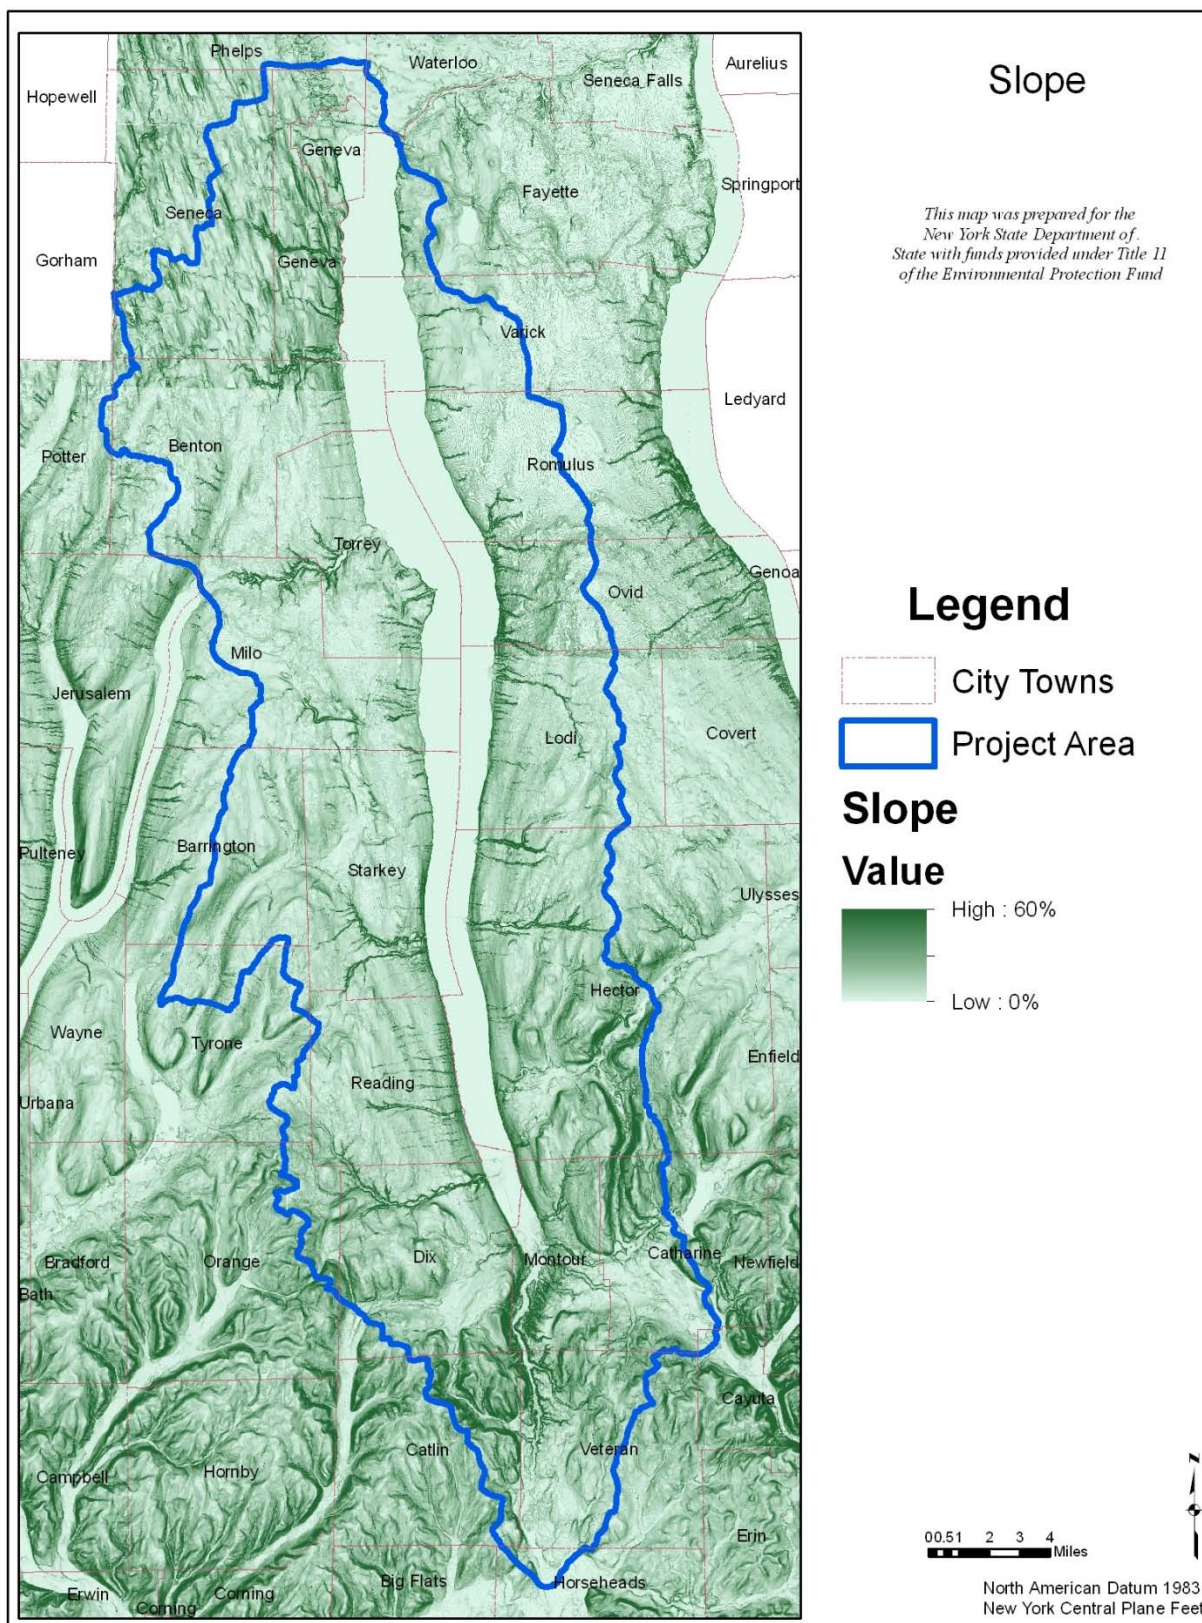 Slope
This map was prepared for the
New York State Department of.
State with funds provided under Title 11
of the Environmental Protection Fund
Phelps
Waterloo
Aurelius
Seneca Falls
Hopewell
Geneva
Springport
Fayette
Seneca
Gorham
Geneva
Varick
Ledyard
Benton
Potter
Romulus
Torrey
Genoa
Ovid
Milo
Jerusalem
Lodi
Covert
Barrington
Pulteney
Starkey
Ulysses
Hector
Wayne
Tyrone
Enfield
Reading
Urbana
Bradford
Orange
Dix
Montour
Catharine
Newfield
Bath
Cayuta
Catlin
Veteran
Hornby
Campbell
Erin
Big Flats
Horseheads
Erwin
Corning
Corning
Legend
City Towns
Project Area
Slope
Value
High : 60%
Low : 0%
N
00.51 2 3 4
Miles
North American Datum 1983
New York Central Plane Feet